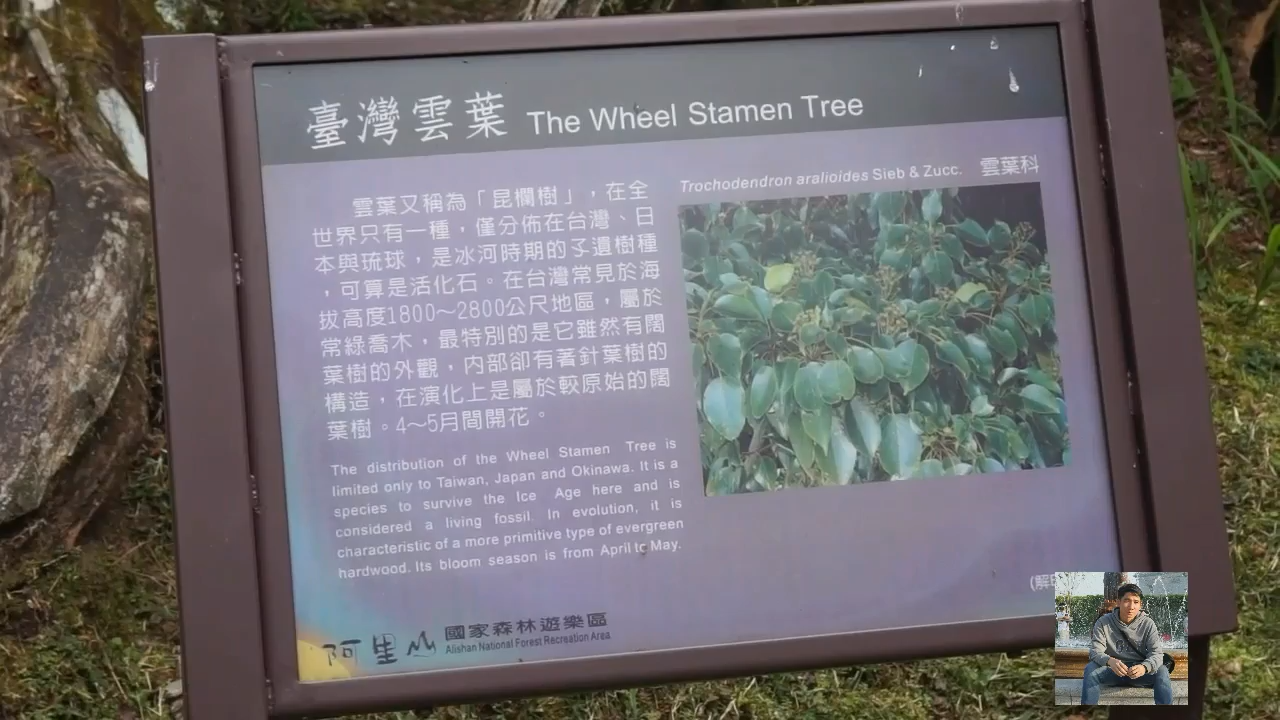 臺灣雲葉 The Wheel Stamen Tree
雲葉又稱為「昆欄樹」，在全
世界只有一種，僅分佈在台灣、日
本與琉球，是冰河時期的孑遺樹種
，可算是活化石。在台灣常見於海
拔高度1800～2800公尺地區，屬於
常綠喬木，最特別的是它雖然有闊
葉樹的外觀，內部卻有著針葉樹的
構造，在演化上是屬於較原始的闊
葉樹。4～5月間開花。
The distribution of the Wheel Stamen Tree is
limited only to Taiwan, Japan and Okinawa. It is a
species to survive the Ice Age here and is
considered a living fossil. In evolution, it is
characteristic of a more primitive type of evergreen
hardwood. Its bloom season is from April to May.
Trochodendron aralioides Sieb & Zucc. 雲葉科
阿里山 國家森林遊樂區
Alishan National Forest Recreation Area
(解